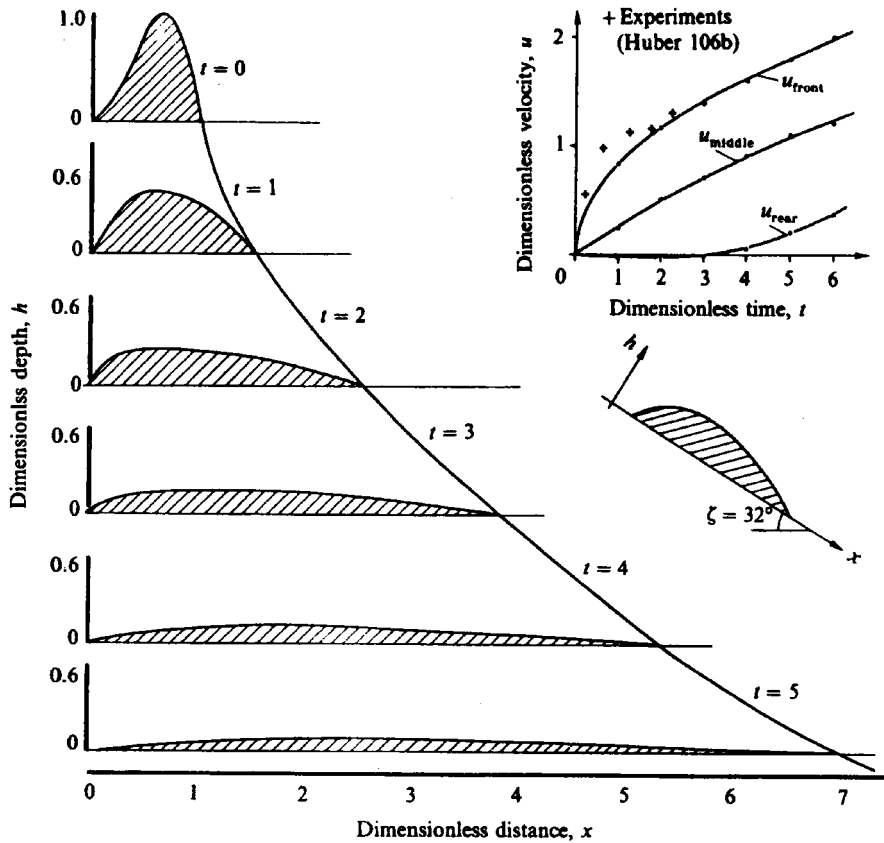 1.0
0
t = 0
0.6
0
t = 1
0.6
0
t = 2
0.6
0
t = 3
0.6
0
t = 4
0.6
0
t = 5
0 1 2 3 4 5 6 7
Dimensionless distance, x
Dimensionlss depth, h
+ Experiments
(Huber 106b)
2
1
0
u_front
u_middle
u_rear
1 2 3 4 5 6
Dimensionless time, t
Dimensionless velocity, u
h
ζ = 32°
x